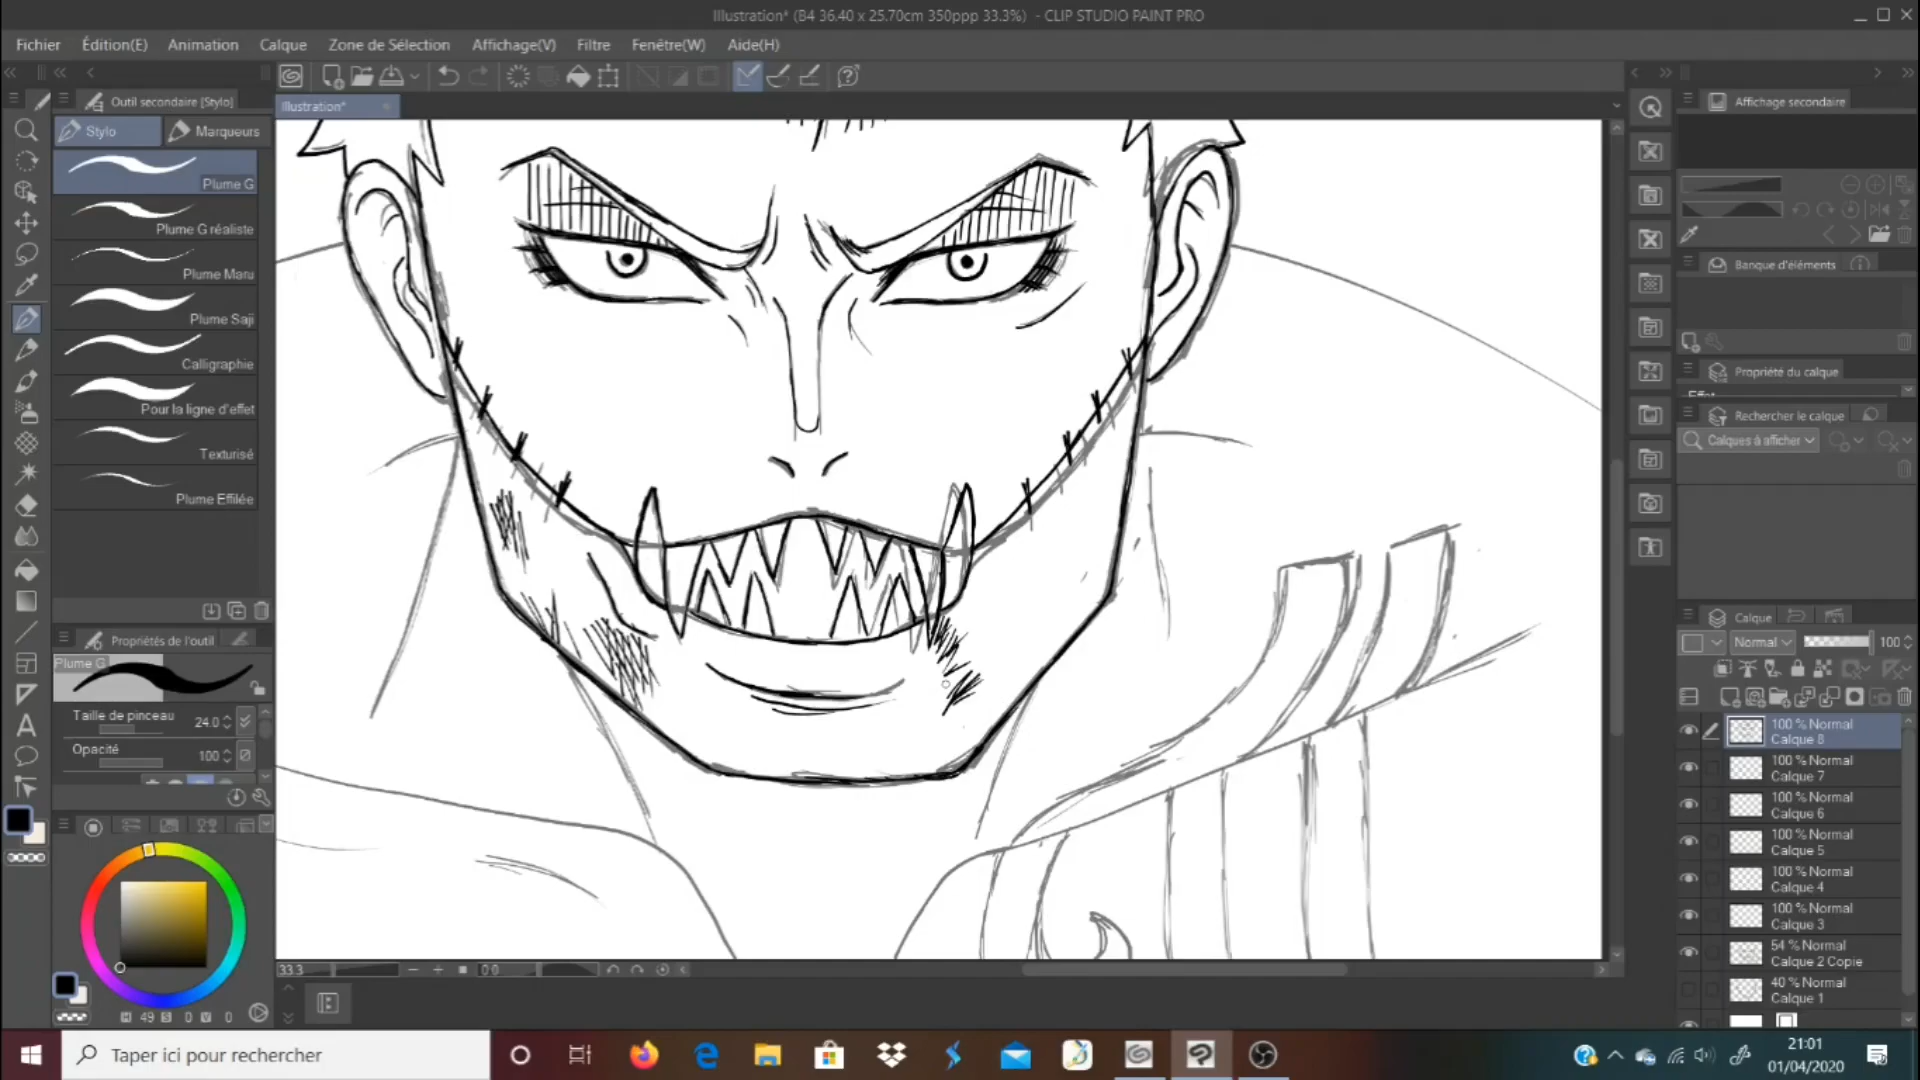 Illustration* (B4 36.40 x 25.70cm 350ppp 33.3%) - CLIP STUDIO PAINT PRO
Fichier Édition(E) Animation Calque Zone de Sélection Affichage(V) Filtre Fenêtre(W) Aide(H)
Outil secondaire [Stylo]
Illustration*
Affichage secondaire
Stylo Marqueurs
Plume G
Plume G réaliste
Plume Maru
Plume Saji
Calligraphie
Pour la ligne d'effet
Texturisé
Plume Effilée
Banque d'éléments
Propriété du calque
Rechercher le calque
Calques à afficher
Propriétés de l'outil
Plume G
Taille de pinceau 24.0
Opacité 100
Calque
Normal 100
100 % Normal
Calque 8
100 % Normal
Calque 7
100 % Normal
Calque 6
100 % Normal
Calque 5
100 % Normal
Calque 4
100 % Normal
Calque 3
54 % Normal
Calque 2 Copie
40 % Normal
Calque 1
33.3 0.0
H 49 S 0 V 0
Taper ici pour rechercher
21:01
01/04/2020